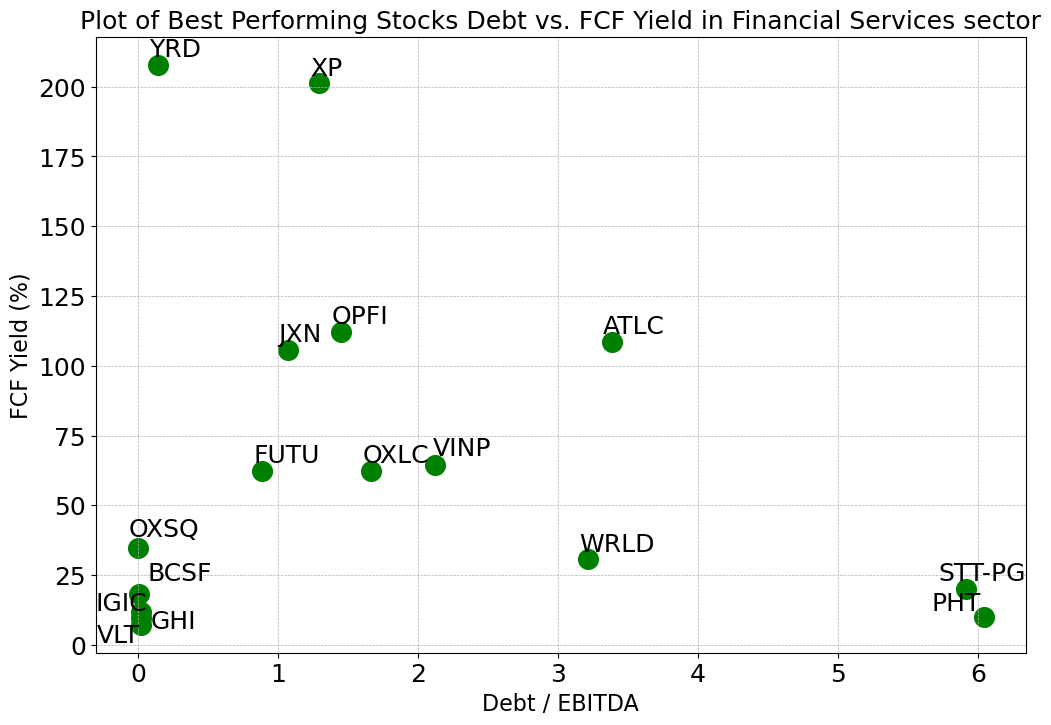 Plot of Best Performing Stocks Debt vs. FCF Yield in Financial Services sector
YRD
XP
200
175
150
125
OPFI
ATLC
JXN
100
FCF Yield (%)
75
VINP
FUTU
OXLC
50
OXSQ
WRLD
BCSF
STT-PG
25
IGIC
PHT
GHI
VLT
0
0 1 2 3 4 5 6
Debt / EBITDA